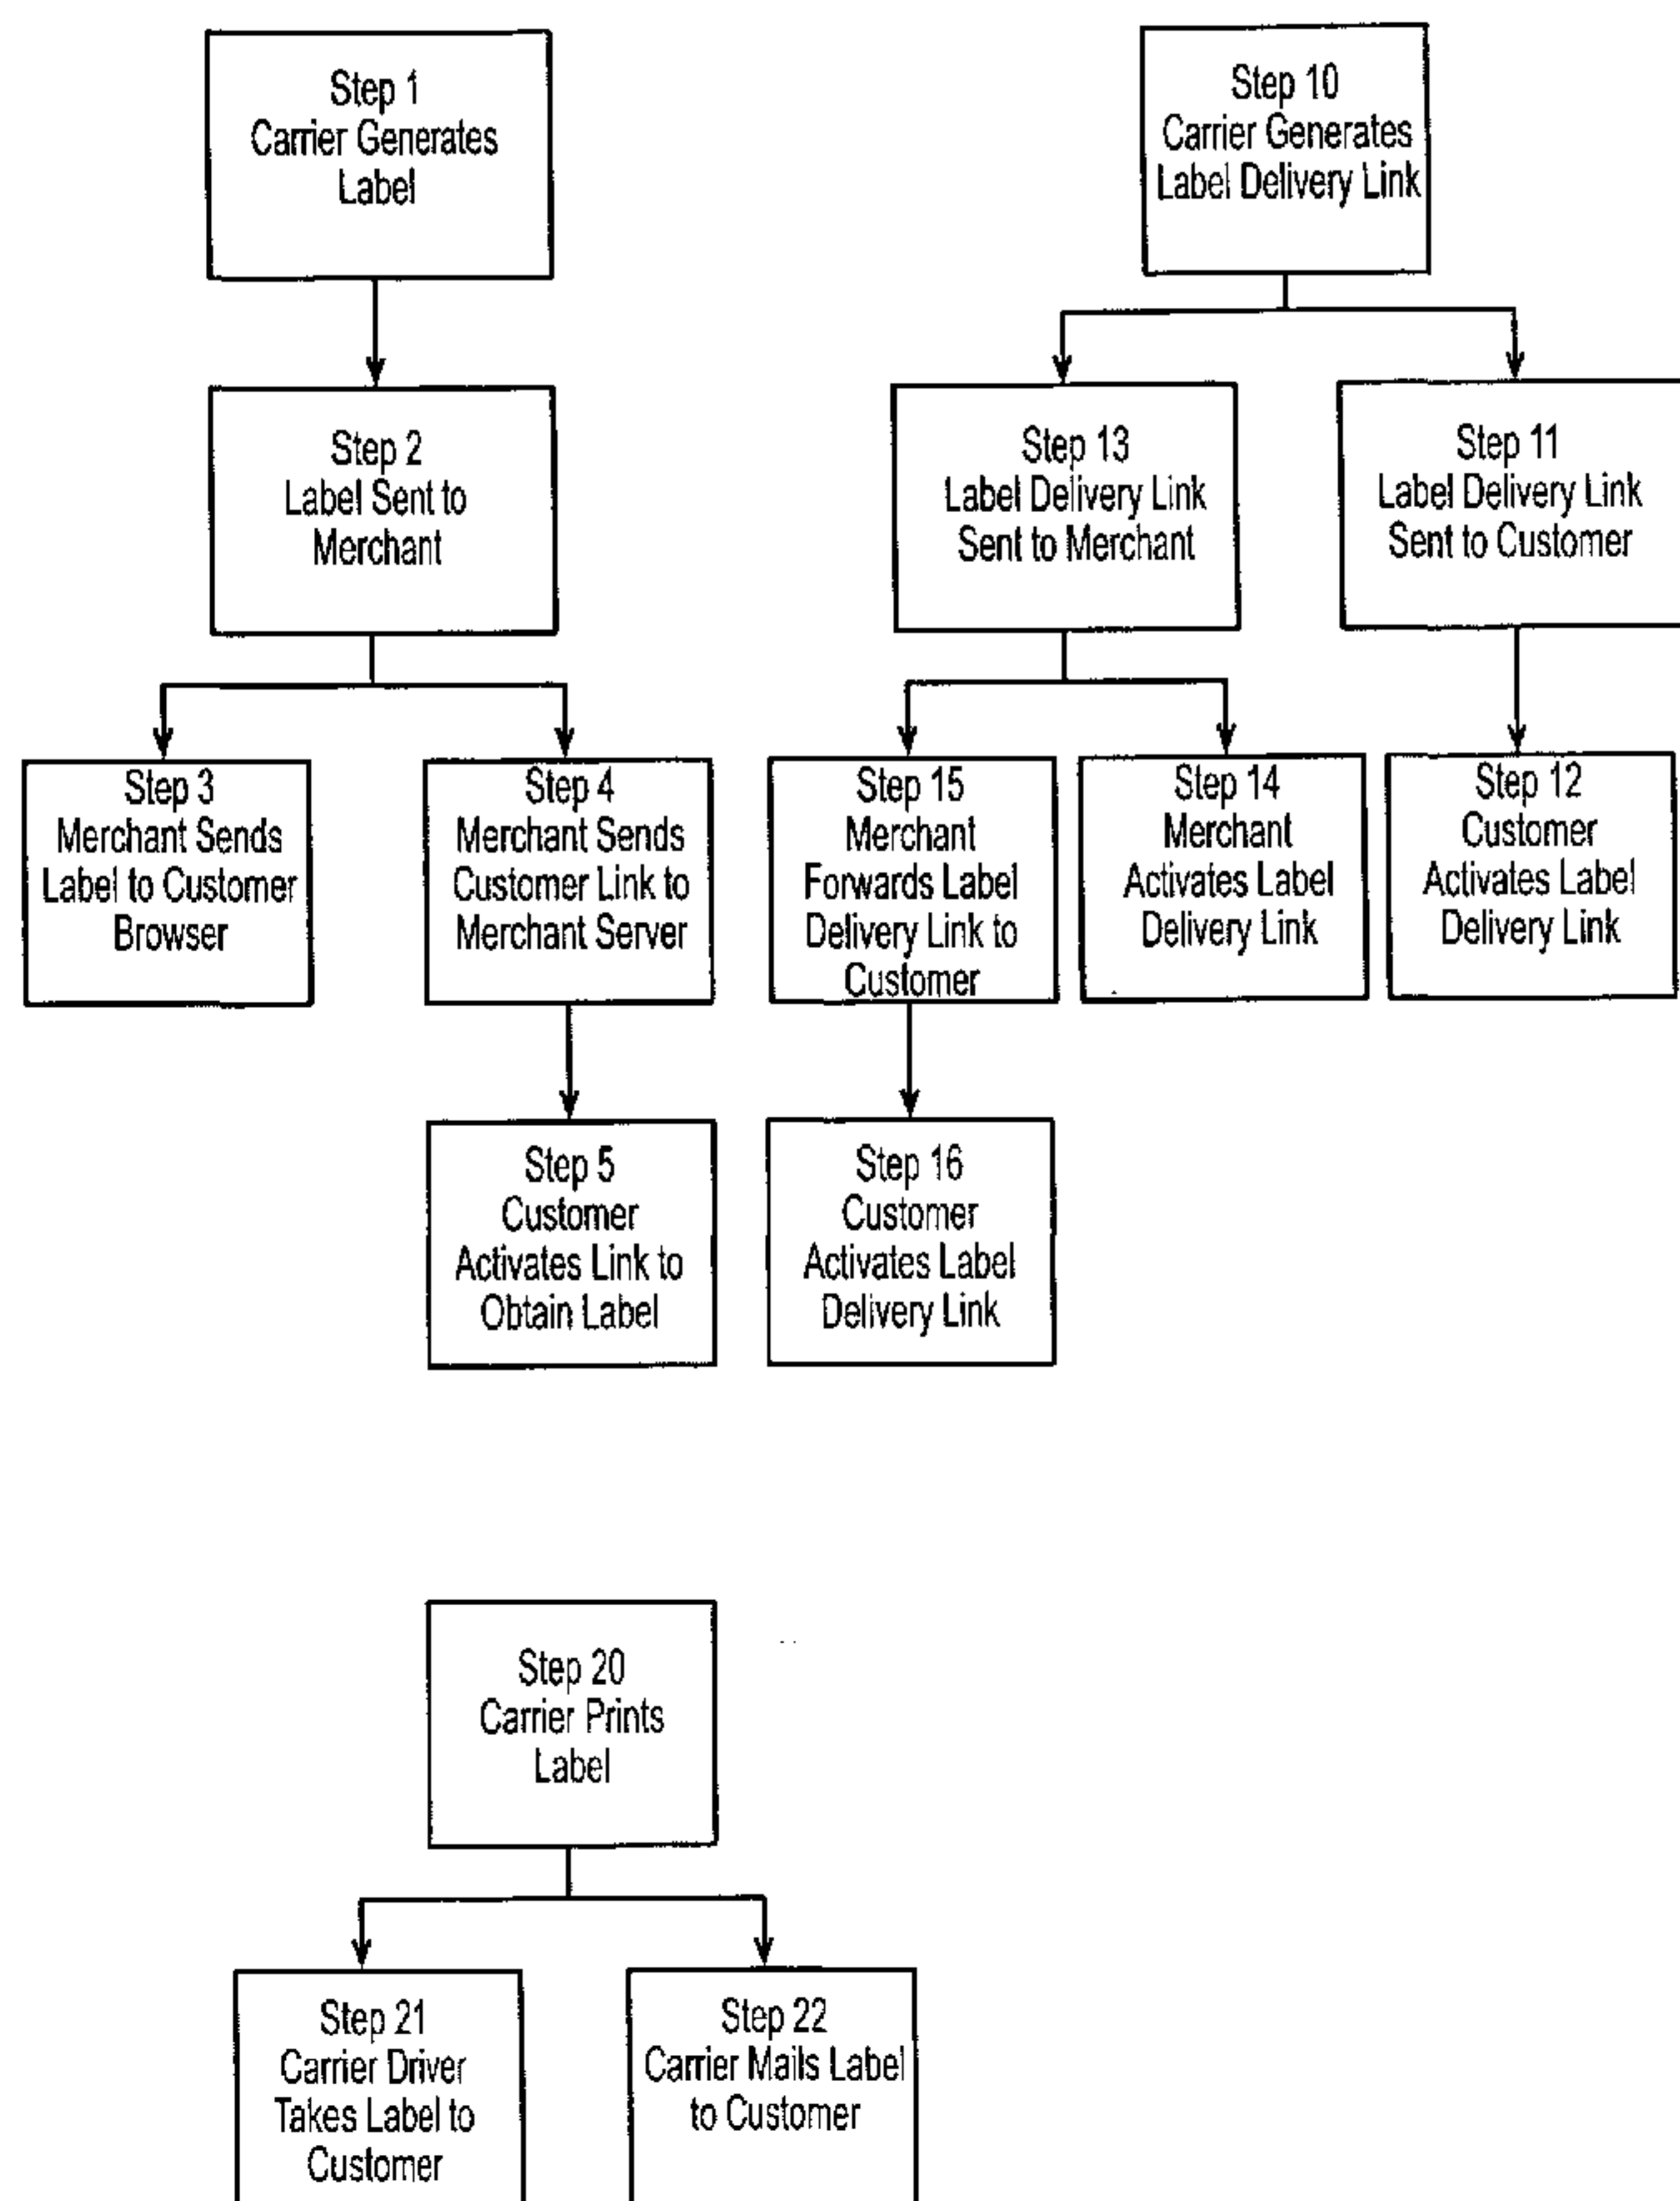 Step 1
Carrier Generates
Label
Step 10
Carrier Generates
Label Delivery Link
Step 2
Label Sent to
Merchant
Step 13
Label Delivery Link
Sent to Merchant
Step 11
Label Delivery Link
Sent to Customer
Step 3
Merchant Sends
Label to Customer
Browser
Step 4
Merchant Sends
Customer Link to
Merchant Server
Step 15
Merchant
Forwards Label
Delivery Link to
Customer
Step 14
Merchant
Activates Label
Delivery Link
Step 12
Customer
Activates Label
Delivery Link
Step 5
Customer
Activates Link to
Obtain Label
Step 16
Customer
Activates Label
Delivery Link
Step 20
Carrier Prints
Label
Step 21
Carrier Driver
Takes Label to
Customer
Step 22
Carrier Mails Label
to Customer